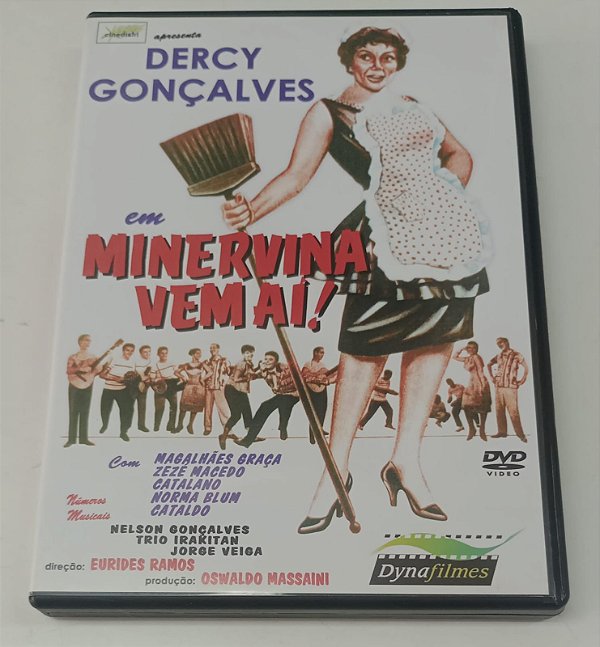 cinedistri apresenta
DERCY
GONÇALVES
em
MINERVINA
VEM AÍ!
Com MAGALHÃES GRAÇA
ZEZÉ MACEDO
CATALANO
NORMA BLUM
CATALDO
Números
Musicais
NELSON GONÇALVES
TRIO IRAKITAN
JORGE VEIGA
direção: EURIDES RAMOS
produção: OSWALDO MASSAINI
DVD
VIDEO
Dynafilmes